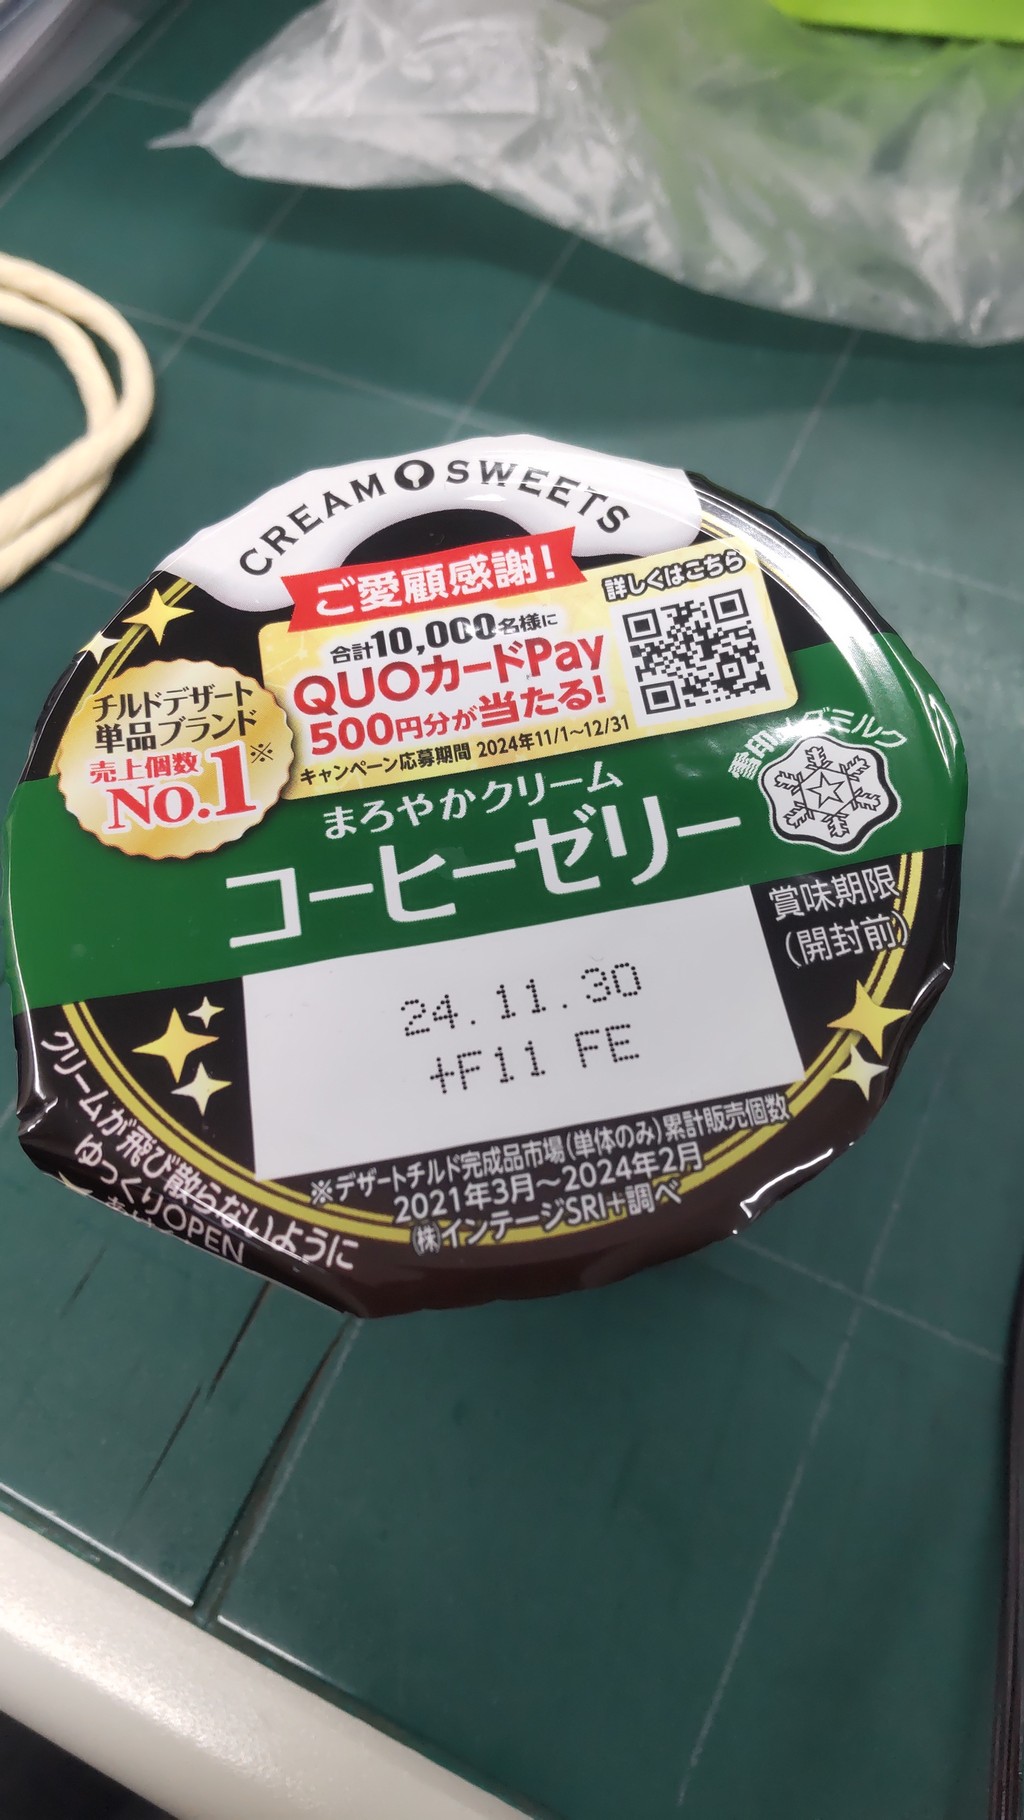 CREAM SWEETS
ご愛顧感謝!
合計10,000名様に
QUOカードPay
500円分が当たる!
キャンペーン応募期間 2024年11/1~12/31
詳しくはこちら
チルドデザート
単品ブランド
売上個数
No.1※
まろやかクリーム
コーヒーゼリー
雪印メグミルク
賞味期限
(開封前)
24.11.30
+F11 FE
※デザートチルド完成品市場(単体のみ)累計販売個数
2021年3月~2024年2月
(株)インテージSRI+調べ
クリームが飛び散らないように
ゆっくりOPEN